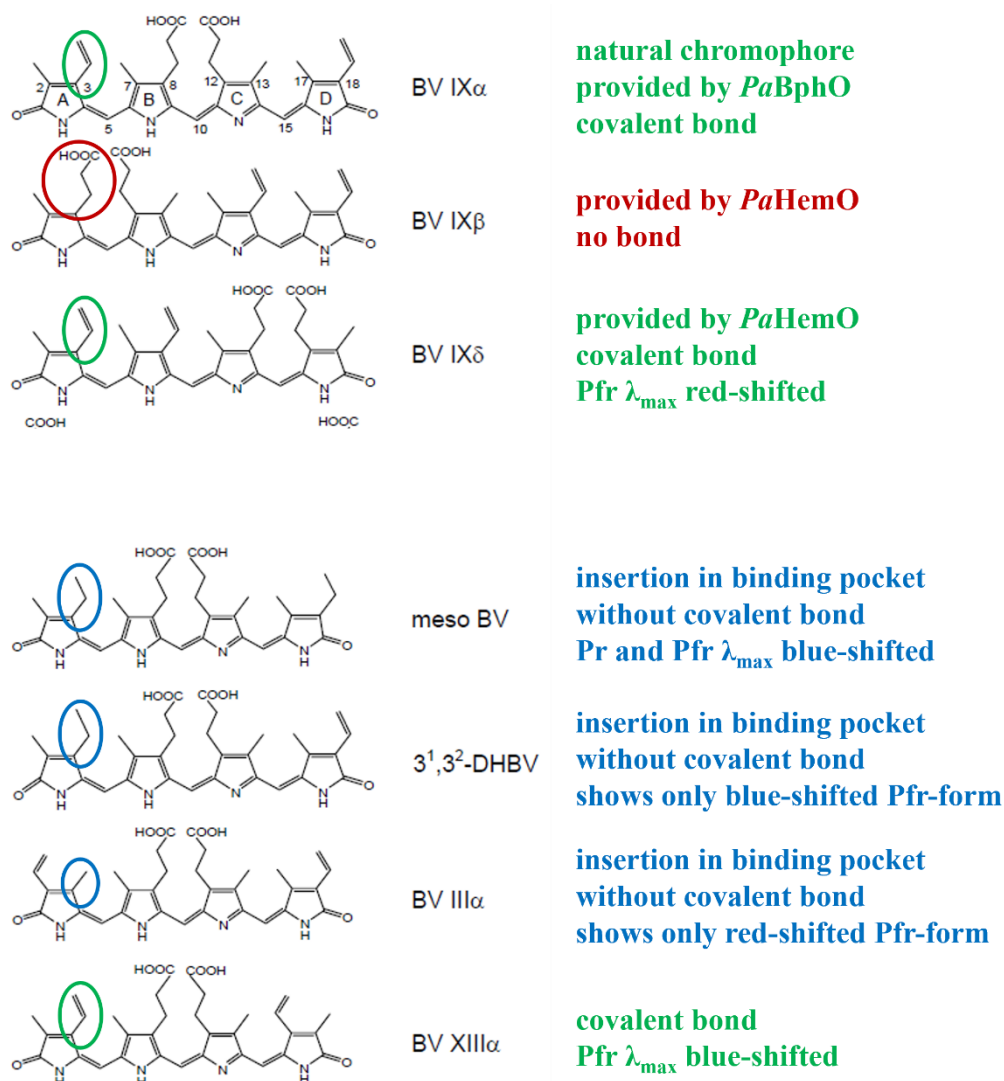 HOOC COOH
natural chromophore
provided by PaBphO
covalent bond
2 3 7 8 12 13 17 18
A B C D
BV IXα
O N H 5 N H 10 N 15 N H O
HOOC COOH
provided by PaHemO
no bond
BV IXβ
O N H N H N N H O
HOOC COOH
provided by PaHemO
covalent bond
Pfr λmax red-shifted
BV IXδ
O N H N H N N H O
COOH HOOC
HOOC COOH
insertion in binding pocket
without covalent bond
Pr and Pfr λmax blue-shifted
meso BV
O N H N H N N H O
HOOC COOH
insertion in binding pocket
without covalent bond
shows only blue-shifted Pfr-form
3¹,3²-DHBV
O N H N H N N H O
HOOC COOH
insertion in binding pocket
without covalent bond
shows only red-shifted Pfr-form
BV IIIα
O N H N H N N H O
HOOC COOH
covalent bond
Pfr λmax blue-shifted
BV XIIIα
O N H N H N N H O